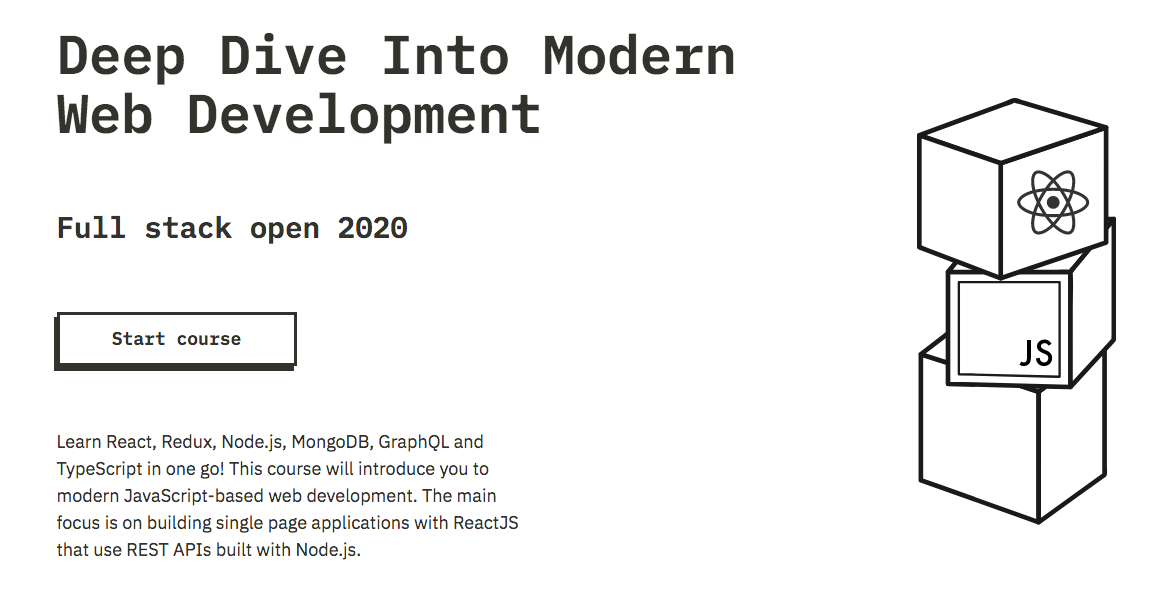 Deep Dive Into Modern
Web Development
Full stack open 2020
Start course
Learn React, Redux, Node.js, MongoDB, GraphQL and
TypeScript in one go! This course will introduce you to
modern JavaScript-based web development. The main
focus is on building single page applications with ReactJS
that use REST APIs built with Node.js.
JS